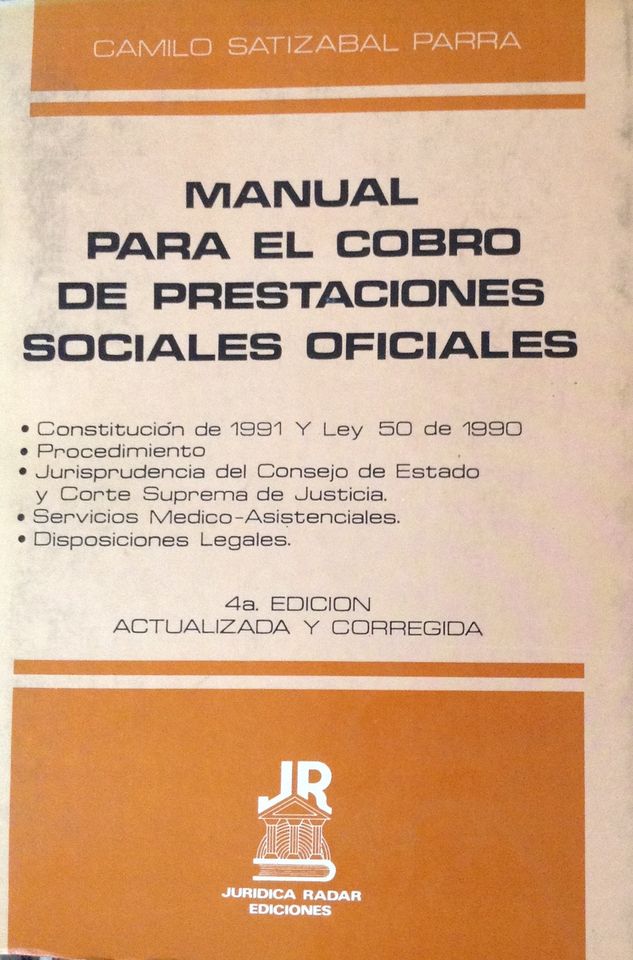 CAMILO SATIZABAL PARRA
MANUAL
PARA EL COBRO
DE PRESTACIONES
SOCIALES OFICIALES
• Constitución de 1991 Y Ley 50 de 1990
• Procedimiento
• Jurisprudencia del Consejo de Estado
y Corte Suprema de Justicia.
• Servicios Medico-Asistenciales.
• Disposiciones Legales.
4a. EDICION
ACTUALIZADA Y CORREGIDA
JR
JURIDICA RADAR
EDICIONES